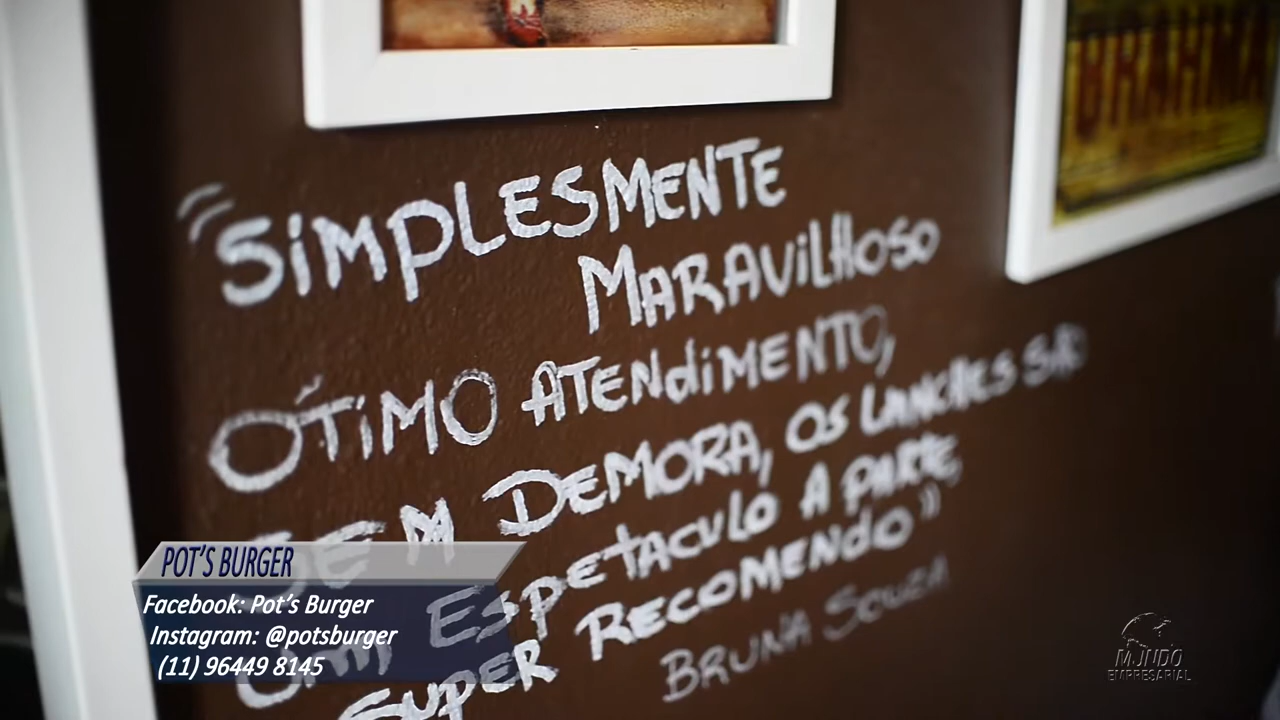 BRAHMA
"SIMPLESMENTE
MARAVILHOSO
ÓTIMO ATENDIMENTO,
SEM DEMORA, OS LANCHES SÃO
UM ESPETACULO A PARTE,
SUPER RECOMENDO"
BRUNA SOUZA
POT'S BURGER
Facebook: Pot's Burger
Instagram: @potsburger
(11) 96449 8145
MUNDO
EMPRESARIAL